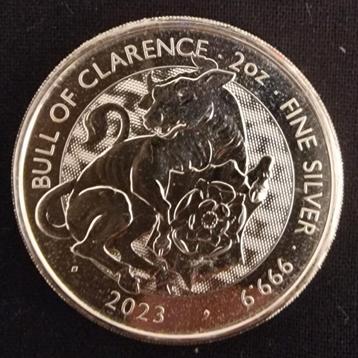 BULL OF CLARENCE 2oz · FINE SILVER · 999.9
2023